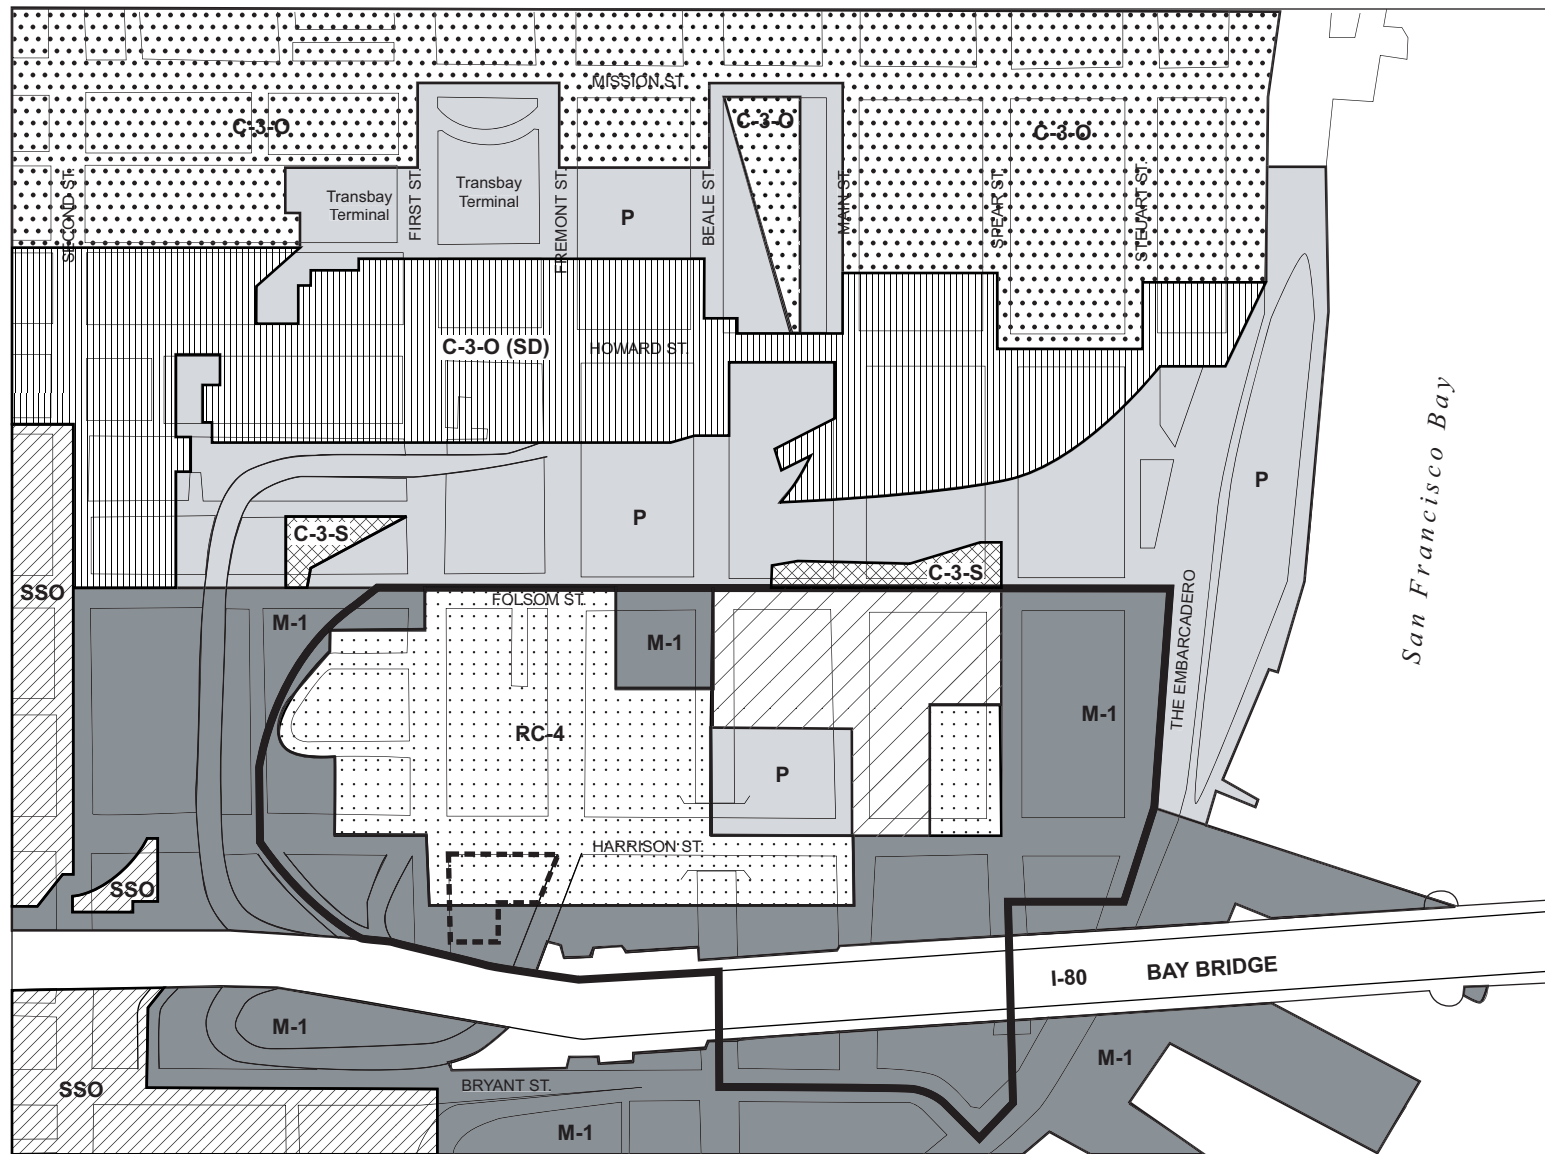 MISSION ST.
C-3-O
C-3-O
C-3-O
SECOND ST.
Transbay
Terminal
FIRST ST.
Transbay
Terminal
FREMONT ST.
P
BEALE ST.
MAIN ST.
SPEAR ST.
STEUART ST.
C-3-O (SD)
HOWARD ST.
San Francisco Bay
P
P
C-3-S
C-3-S
SSO
FOLSOM ST.
M-1
M-1
THE EMBARCADERO
M-1
RC-4
P
HARRISON ST.
SSO
I-80
BAY BRIDGE
M-1
M-1
SSO
BRYANT ST.
M-1